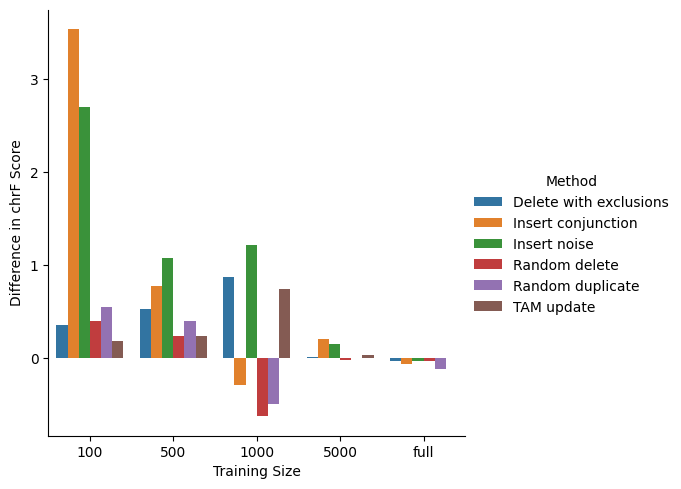 Difference in chrF Score
3
2
1
0
100 500 1000 5000 full
Training Size
Method
Delete with exclusions
Insert conjunction
Insert noise
Random delete
Random duplicate
TAM update